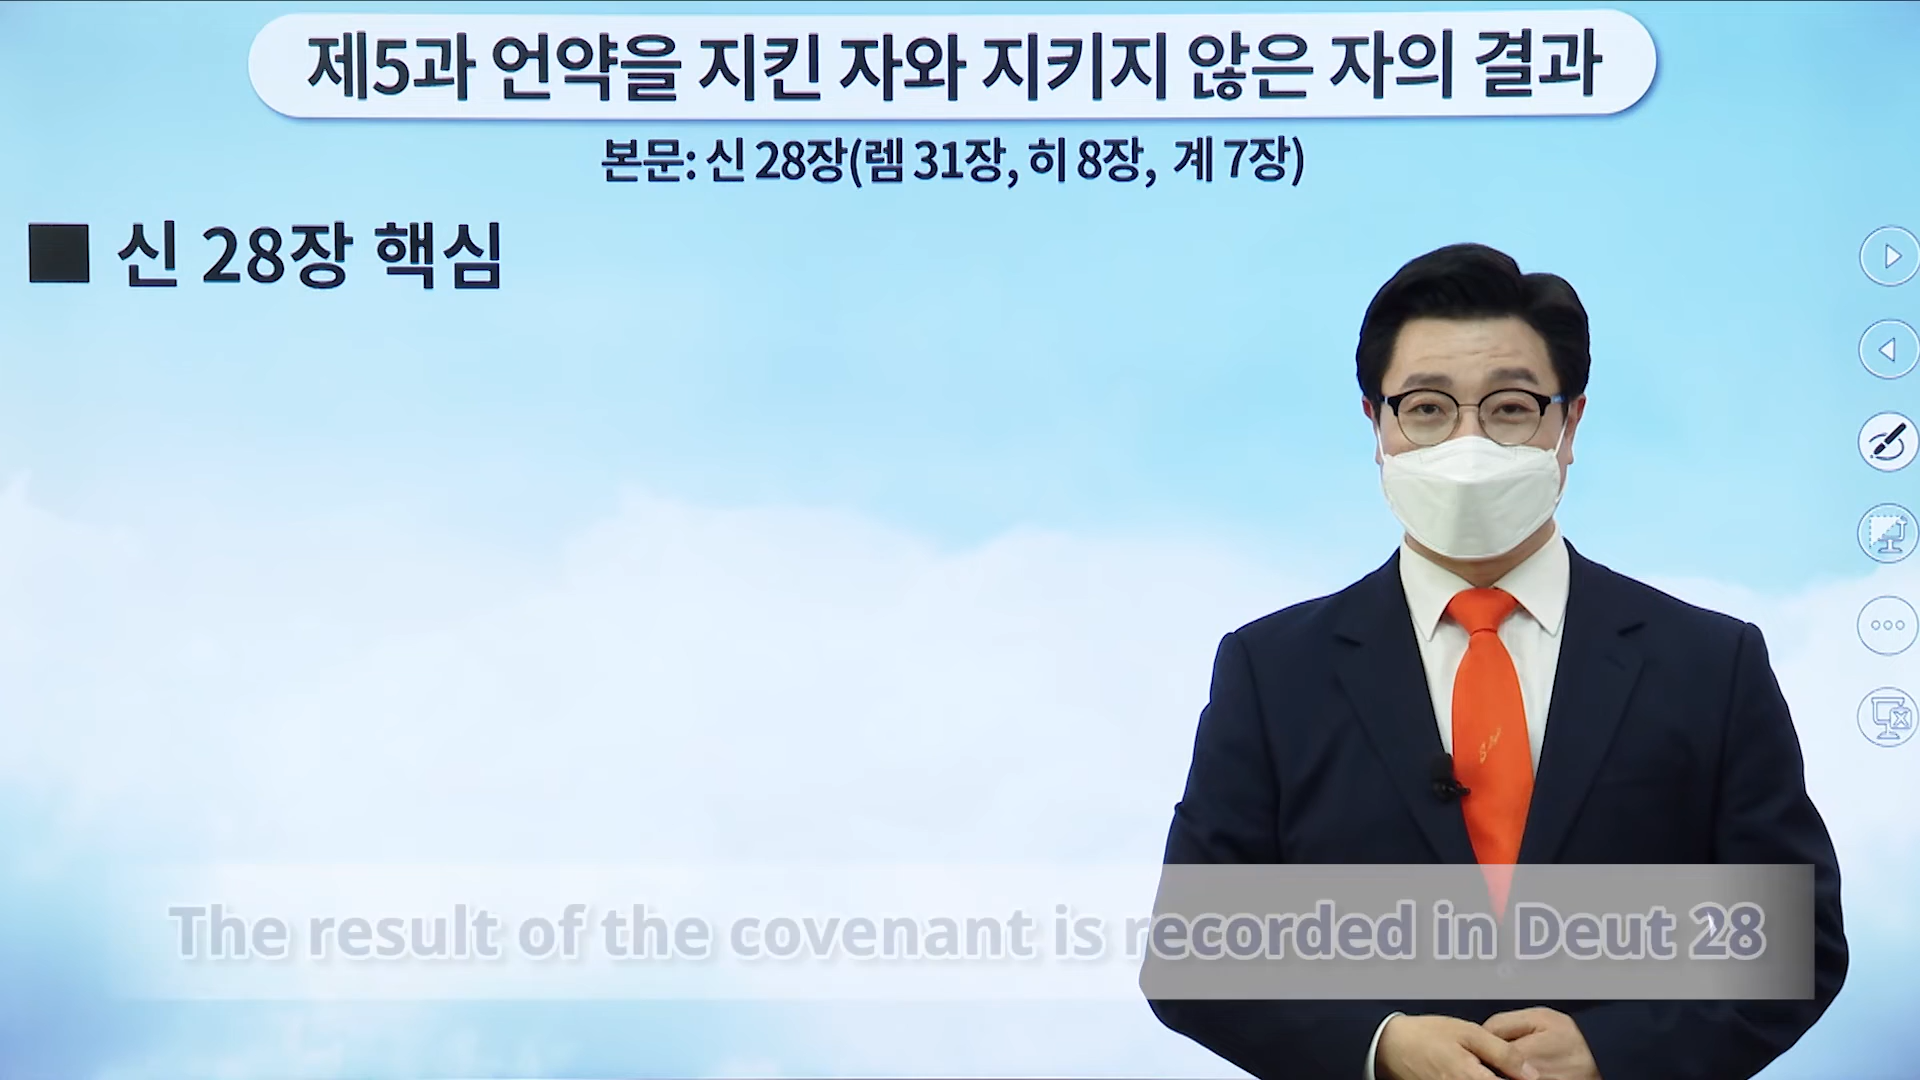 제5과 언약을 지킨 자와 지키지 않은 자의 결과
본문: 신 28장(렘 31장, 히 8장, 계 7장)
■ 신 28장 핵심
The result of the covenant is recorded in Deut 28